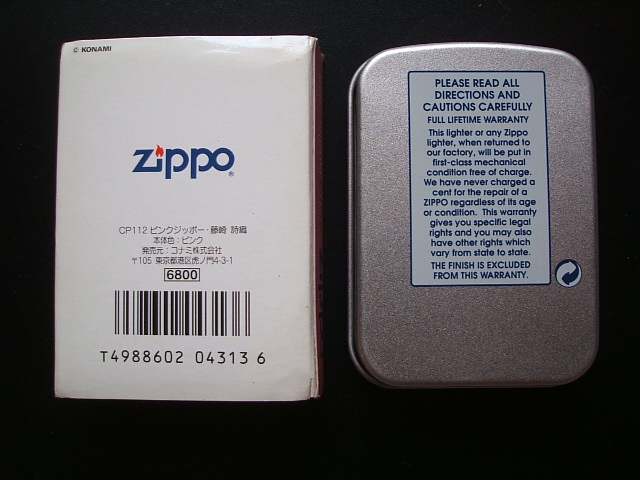 © KONAMI
zippo®
CP112 ピンクジッポー・藤崎 詩織
本体色：ピンク
発売元：コナミ株式会社
〒105 東京都港区虎ノ門4-3-1
6800
T4988602 04313 6
PLEASE READ ALL
DIRECTIONS AND
CAUTIONS CAREFULLY
FULL LIFETIME WARRANTY
This lighter or any Zippo
lighter, when returned to
our factory, will be put in
first-class mechanical
condition free of charge.
We have never charged a
cent for the repair of a
ZIPPO regardless of its age
or condition. This warranty
gives you specific legal
rights and you may also
have other rights which
vary from state to state.
THE FINISH IS EXCLUDED
FROM THIS WARRANTY.